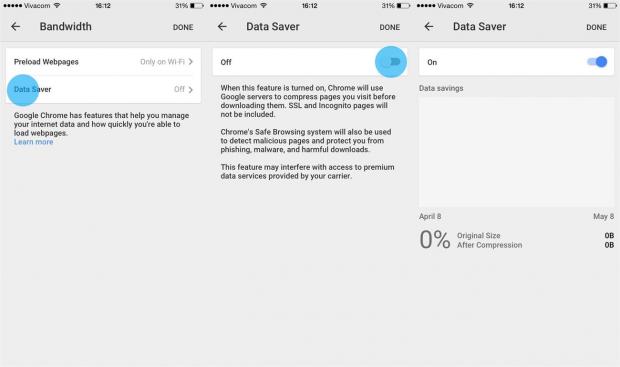 Vivacom 16:12 31%
Bandwidth DONE
Preload Webpages Only on Wi-Fi
Data Saver Off
Google Chrome has features that help you manage
your internet data and how quickly you're able to
load webpages.
Learn more
Vivacom 16:12 31%
Data Saver DONE
Off
When this feature is turned on, Chrome will use
Google servers to compress pages you visit before
downloading them. SSL and Incognito pages will
not be included.
Chrome's Safe Browsing system will also be used
to detect malicious pages and protect you from
phishing, malware, and harmful downloads.
This feature may interfere with access to premium
data services provided by your carrier.
Vivacom 16:12 31%
Data Saver DONE
On
Data savings
April 8 May 8
0% Original Size 0B
After Compression 0B